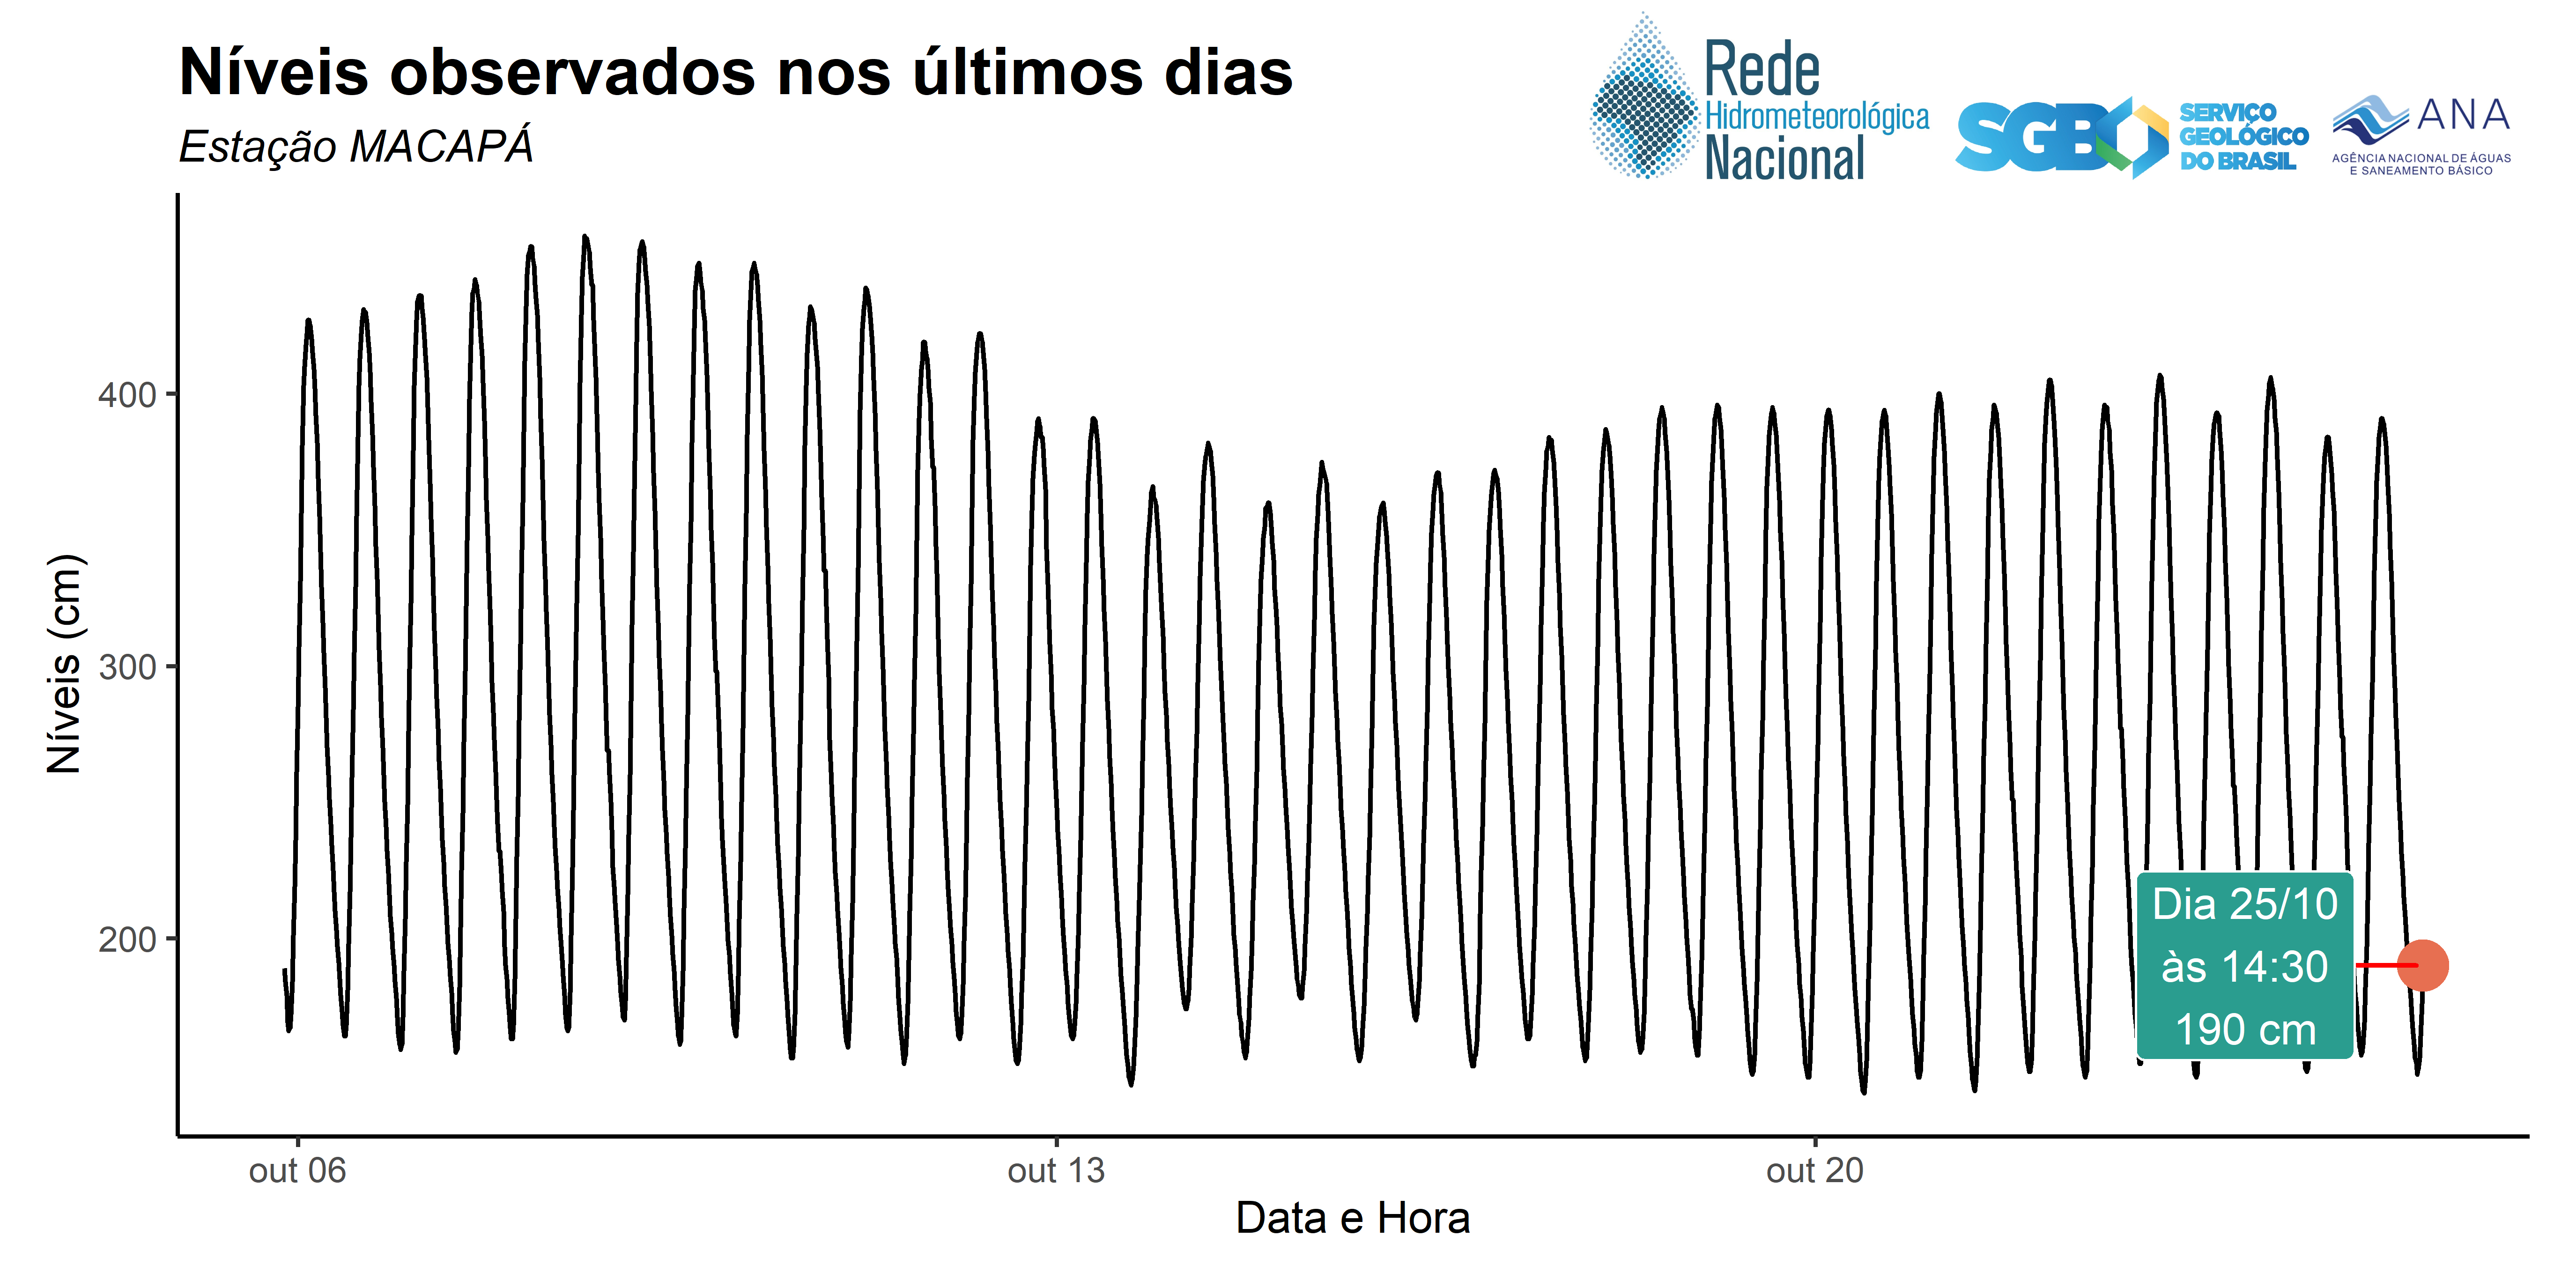 Níveis observados nos últimos dias
Estação MACAPÁ
Rede
Hidrometeorológica
Nacional
SGB
SERVIÇO
GEOLÓGICO
DO BRASIL
ANA
AGÊNCIA NACIONAL DE ÁGUAS
E SANEAMENTO BÁSICO
Níveis (cm)
400
300
200
Dia 25/10
às 14:30
190 cm
out 06
out 13
out 20
Data e Hora